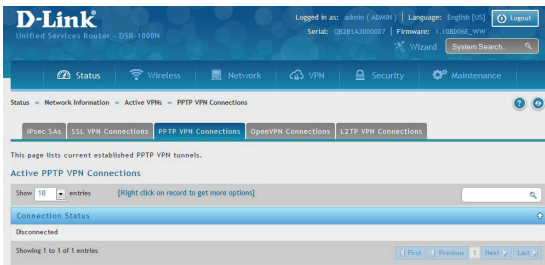 D-Link
Logged in as: admin ( ADMIN ) | Language: English [US] Logout
Unified Services Router - DSR-1000N
Serial: QB2B1A3000007 | Firmware: 1.10B006E_WW
Wizard System Search...
Status Wireless Network VPN Security Maintenance
Status » Network Information » Active VPNs » PPTP VPN Connections
IPsec SAs SSL VPN Connections PPTP VPN Connections OpenVPN Connections L2TP VPN Connections
This page lists current established PPTP VPN tunnels.
Active PPTP VPN Connections
Show 10 entries [Right click on record to get more options]
Connection Status
Disconnected
Showing 1 to 1 of 1 entries
First Previous 1 Next Last